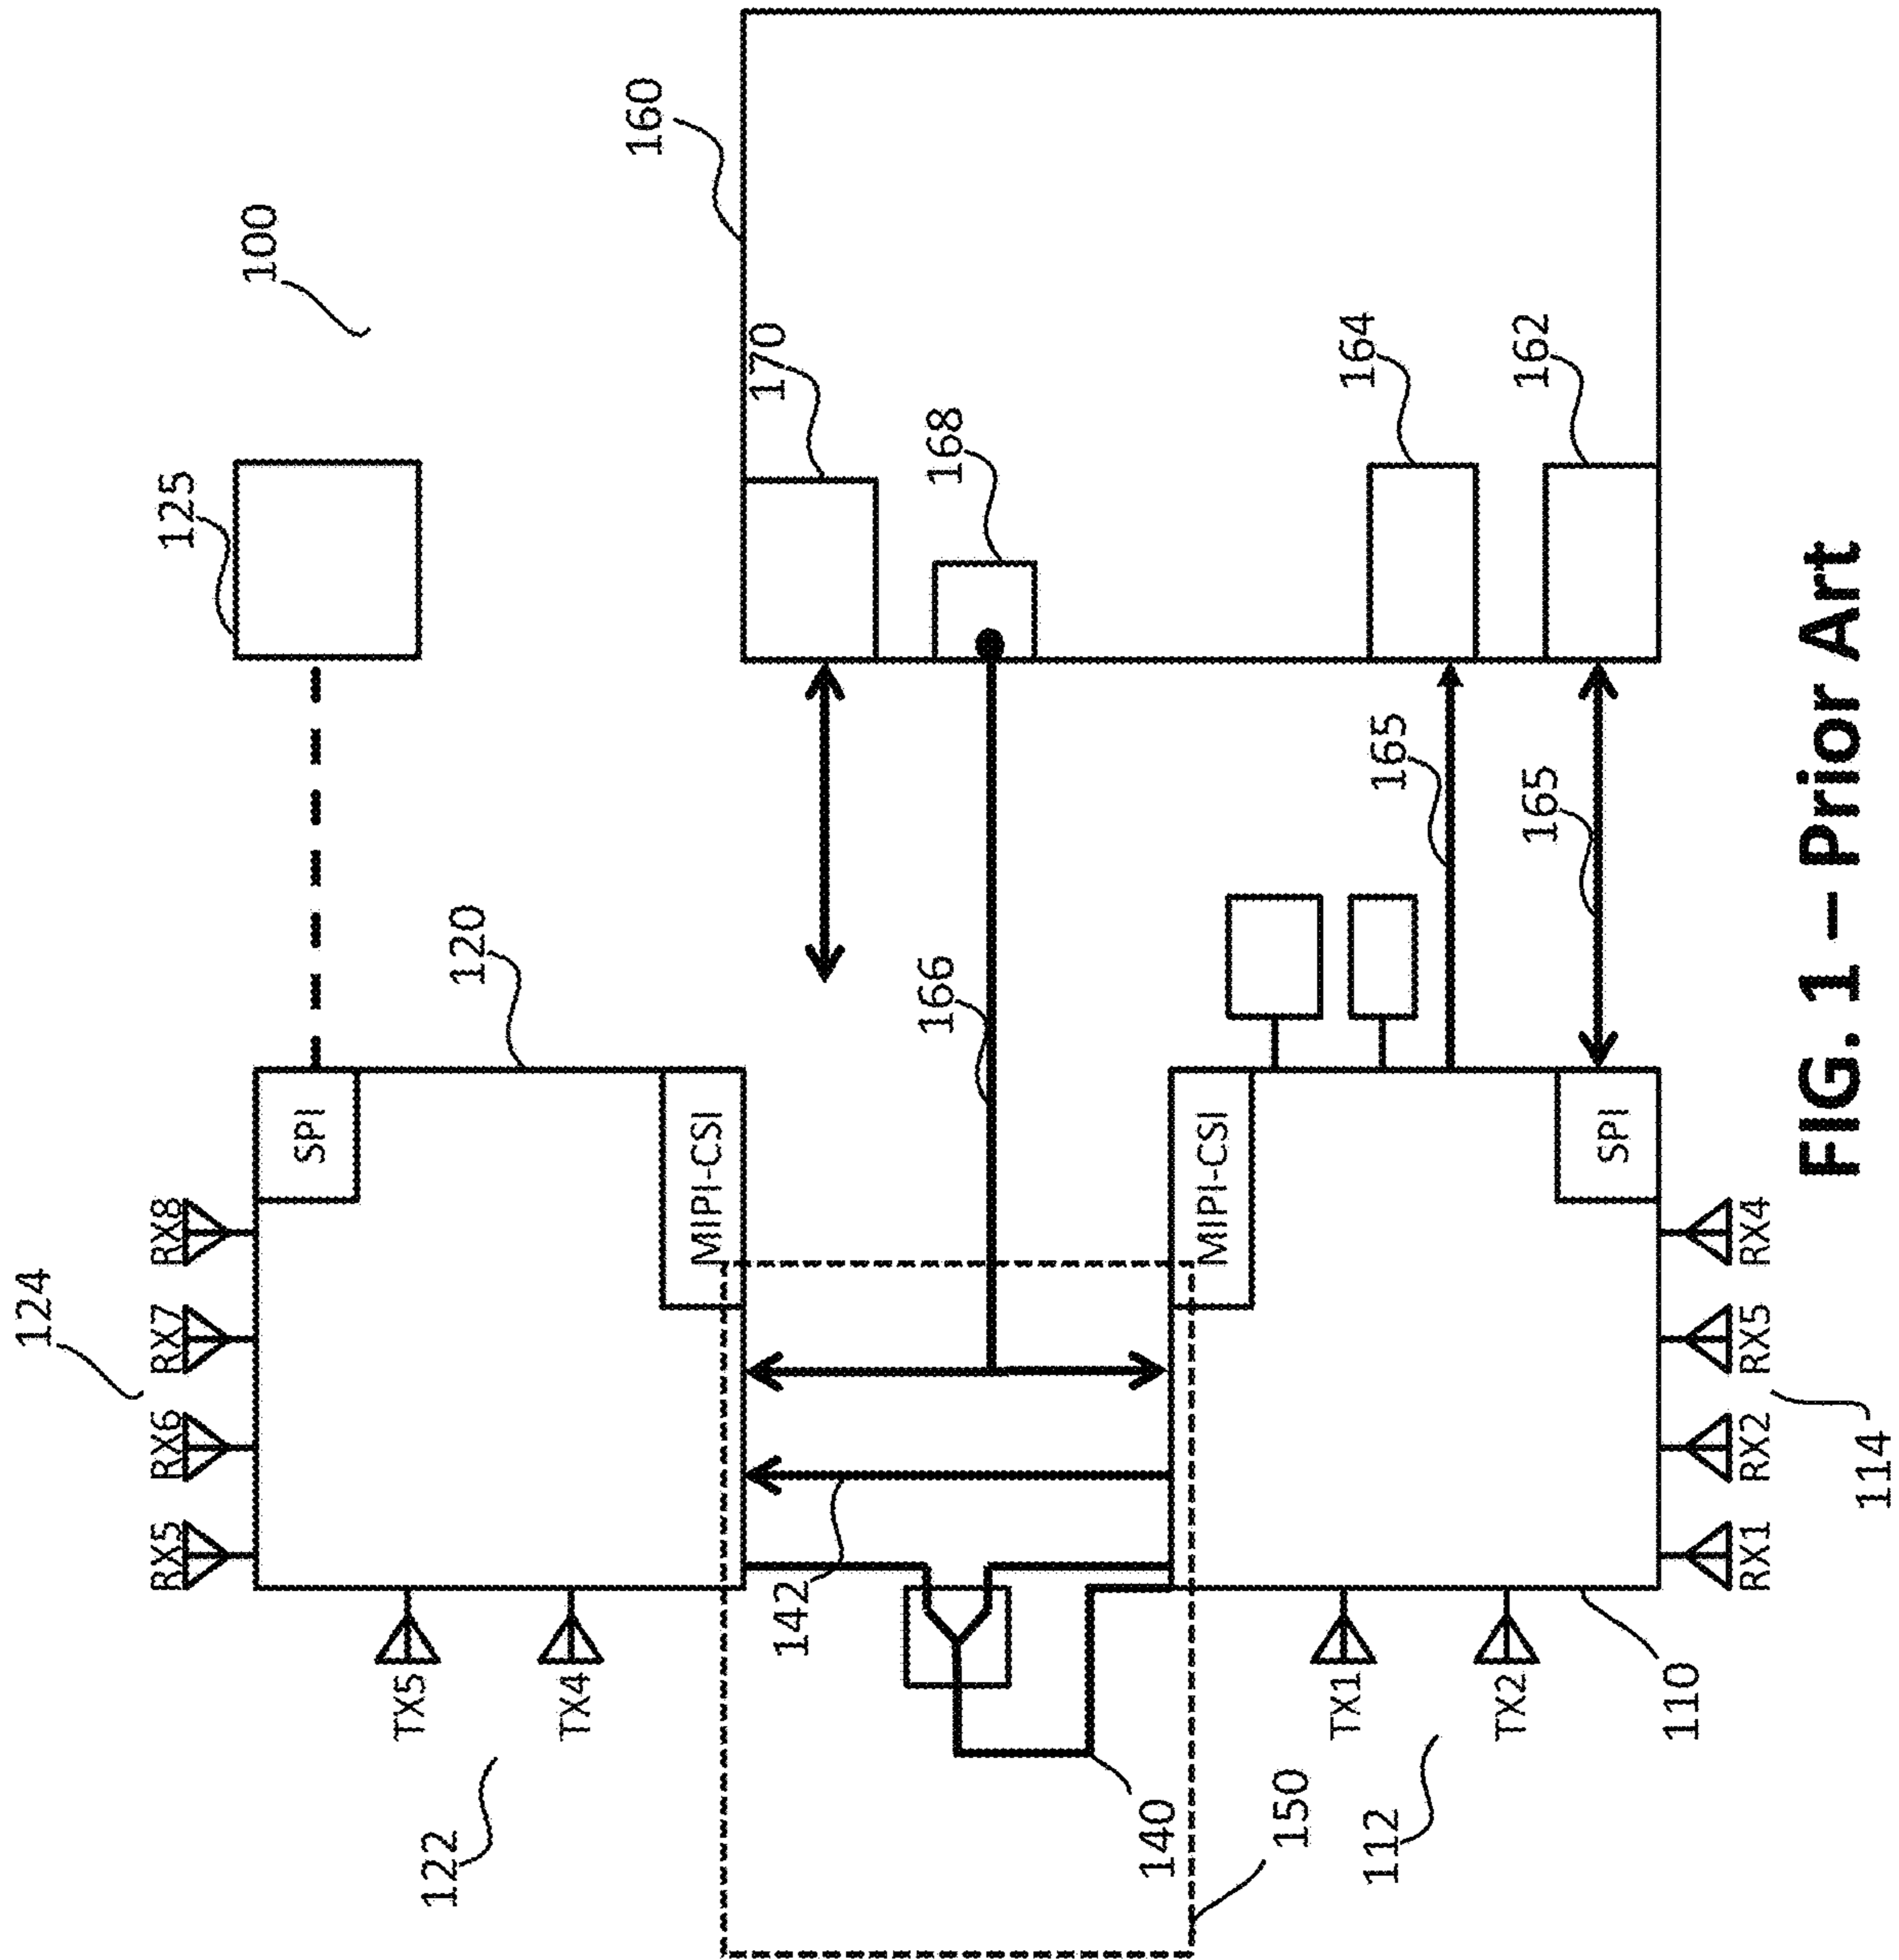 124
RX5
RX6
RX7
RX8
125
100
160
SPI
120
MIPI-CSI
TX5
TX4
122
170
168
166
142
140
150
MIPI-CSI
SPI
TX1
TX2
112
110
165
165
164
162
RX1
RX2
RX5
RX4
114
FIG. 1 – Prior Art